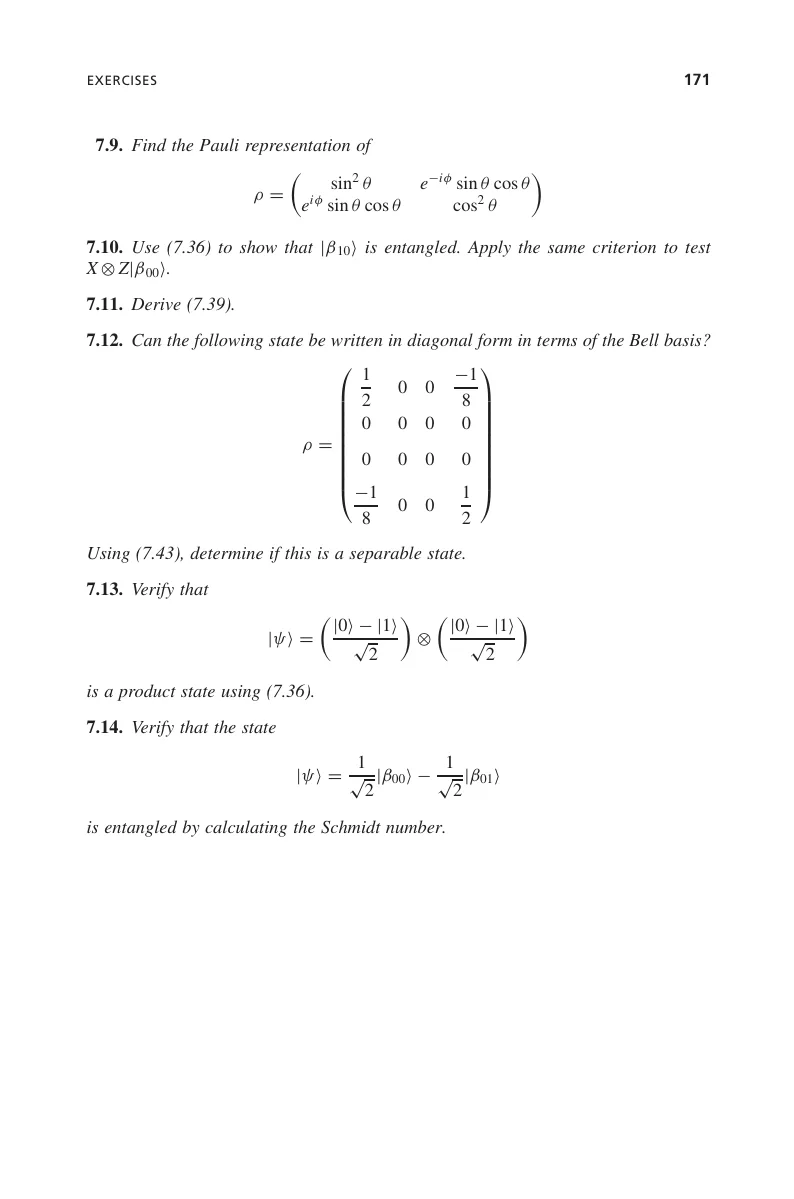 EXERCISES 171
7.9. Find the Pauli representation of
ρ = ( sin² θ e^{−iφ} sin θ cos θ
e^{iφ} sin θ cos θ cos² θ )
7.10. Use (7.36) to show that |β₁₀⟩ is entangled. Apply the same criterion to test
X ⊗ Z|β₀₀⟩.
7.11. Derive (7.39).
7.12. Can the following state be written in diagonal form in terms of the Bell basis?
ρ = ( 1/2 0 0 −1/8
0 0 0 0
0 0 0 0
−1/8 0 0 1/2 )
Using (7.43), determine if this is a separable state.
7.13. Verify that
|ψ⟩ = ( (|0⟩ − |1⟩)/√2 ) ⊗ ( (|0⟩ − |1⟩)/√2 )
is a product state using (7.36).
7.14. Verify that the state
|ψ⟩ = 1/√2 |β₀₀⟩ − 1/√2 |β₀₁⟩
is entangled by calculating the Schmidt number.